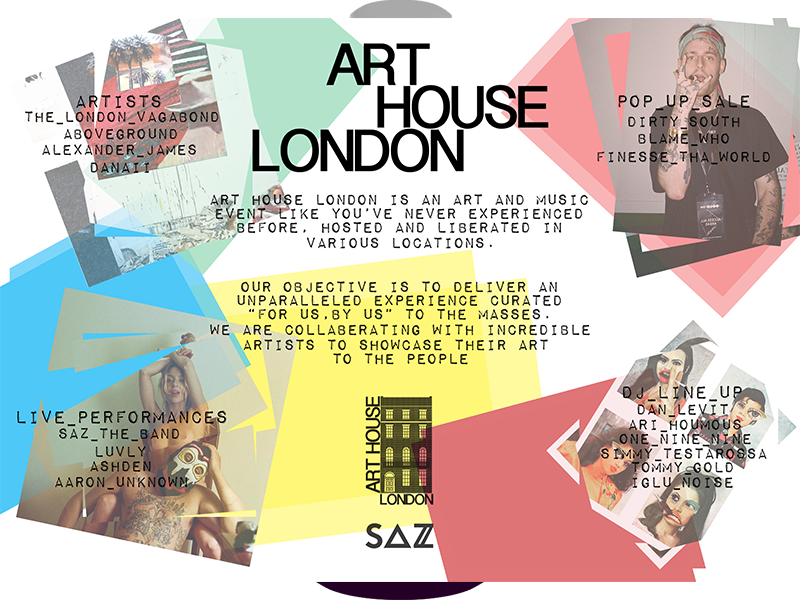 ART
HOUSE
LONDON
ARTISTS
THE_LONDON_VAGABOND
ABOVEGROUND
ALEXANDER_JAMES
DANAII
POP_UP_SALE
DIRTY_SOUTH
BLAME_WHO
FINESSE_THA_WORLD
ART HOUSE LONDON IS AN ART AND MUSIC
EVENT LIKE YOU'VE NEVER EXPERIENCED
BEFORE, HOSTED AND LIBERATED IN
VARIOUS LOCATIONS.
OUR OBJECTIVE IS TO DELIVER AN
UNPARALLELED EXPERIENCE CURATED
"FOR US,BY US" TO THE MASSES.
WE ARE COLLABERATING WITH INCREDIBLE
ARTISTS TO SHOWCASE THEIR ART
TO THE PEOPLE
LIVE_PERFORMANCES
SAZ_THE_BAND
LUVLY
ASHDEN
AARON_UNKNOWN
DJ_LINE_UP
DAN_LEVIT
ARI_HOUMOUS
ONE_NINE_NINE
SIMMY_TESTAROSSA
TOMMY_GOLD
IGLU_NOISE
ART HOUSE
LONDON
SAZ